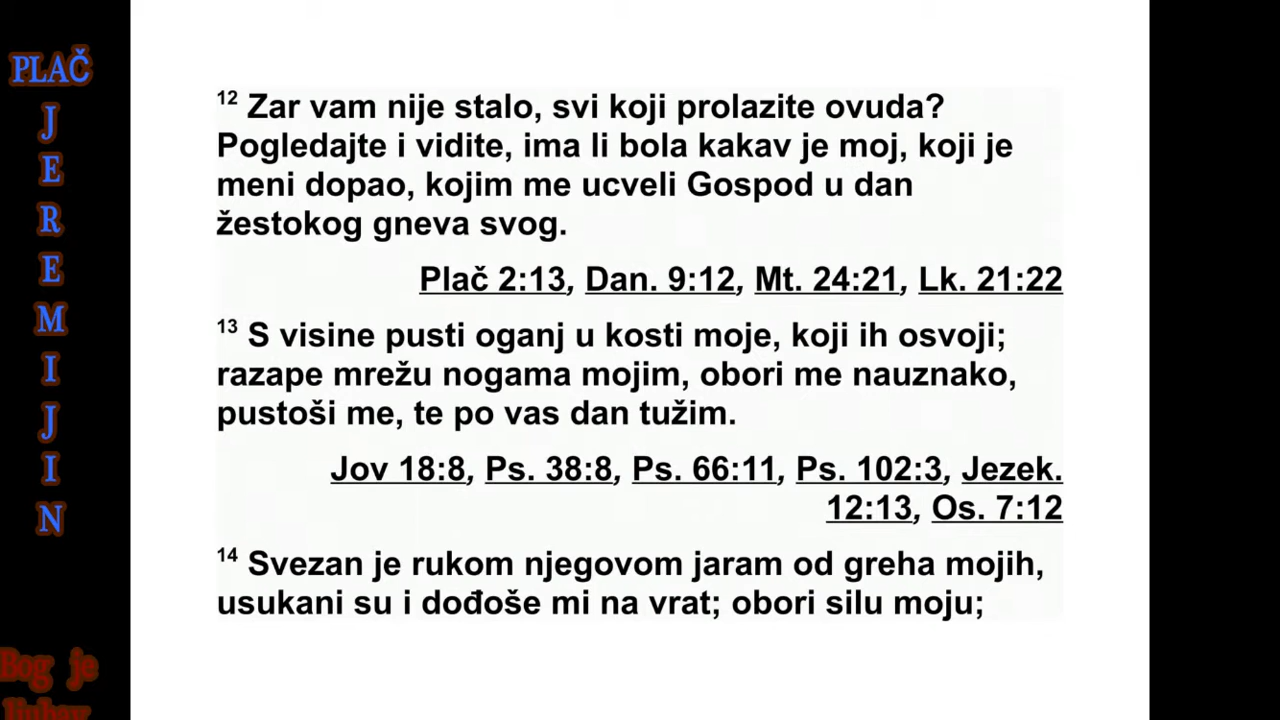 PLAČ
J
E
R
E
M
I
J
I
N
Bog je
ljubav
12 Zar vam nije stalo, svi koji prolazite ovuda?
Pogledajte i vidite, ima li bola kakav je moj, koji je
meni dopao, kojim me ucveli Gospod u dan
žestokog gneva svog.
Plač 2:13, Dan. 9:12, Mt. 24:21, Lk. 21:22
13 S visine pusti oganj u kosti moje, koji ih osvoji;
razape mrežu nogama mojim, obori me nauznako,
pustoši me, te po vas dan tužim.
Jov 18:8, Ps. 38:8, Ps. 66:11, Ps. 102:3, Jezek.
12:13, Os. 7:12
14 Svezan je rukom njegovom jaram od greha mojih,
usukani su i dođoše mi na vrat; obori silu moju;